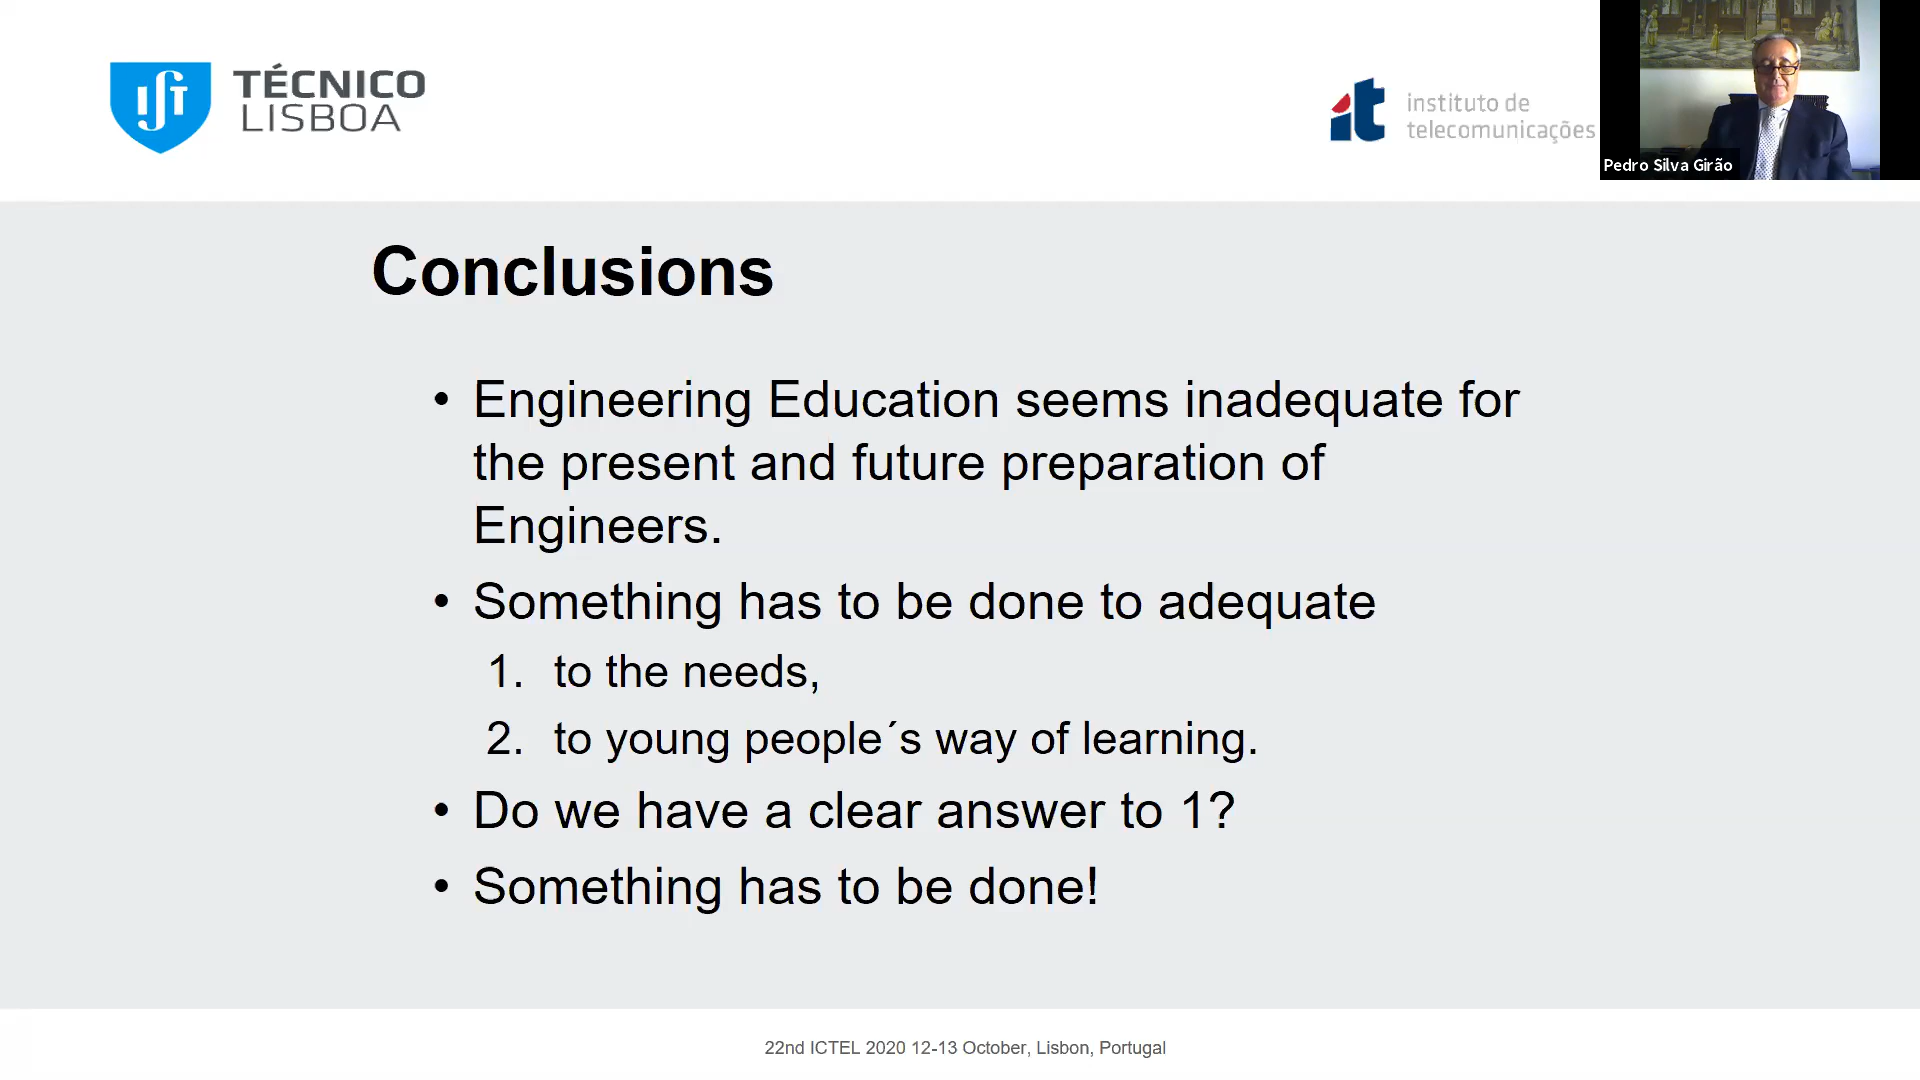 TÉCNICO
LISBOA
instituto de
telecomunicações
Pedro Silva Girão
Conclusions
• Engineering Education seems inadequate for
the present and future preparation of
Engineers.
• Something has to be done to adequate
1. to the needs,
2. to young people´s way of learning.
• Do we have a clear answer to 1?
• Something has to be done!
22nd ICTEL 2020 12-13 October, Lisbon, Portugal